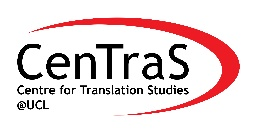 CenTraS
Centre for Translation Studies
@UCL